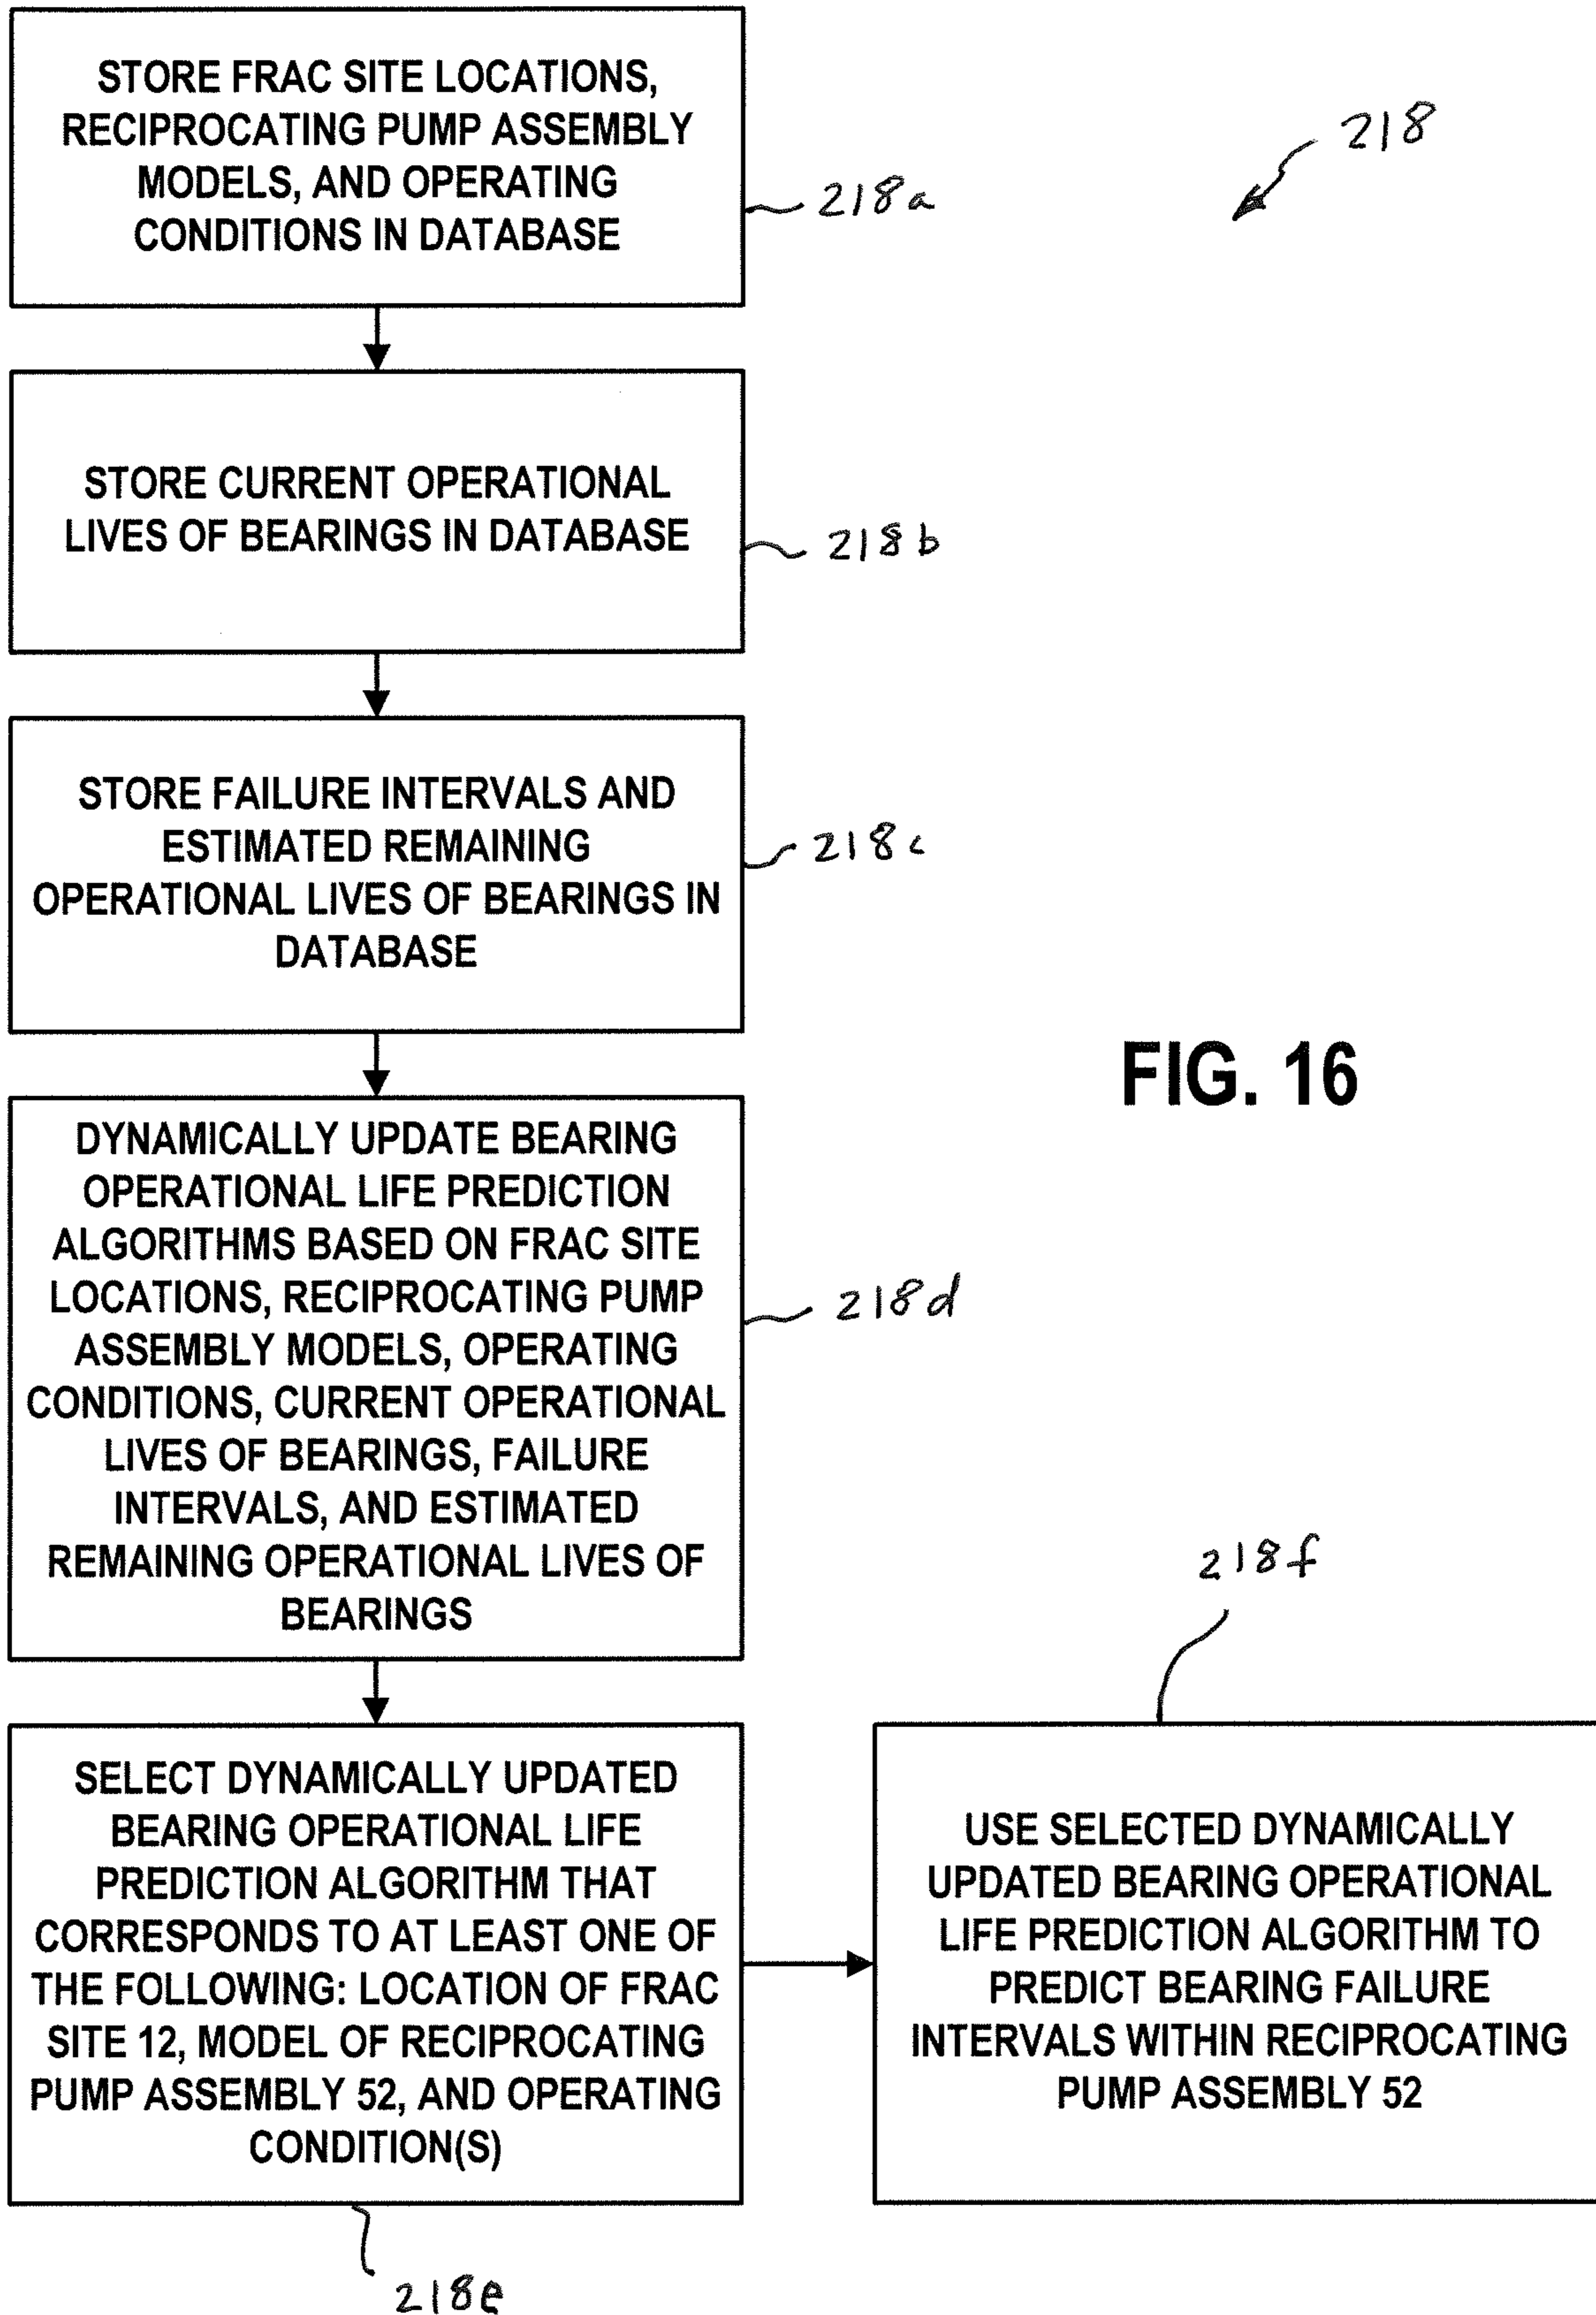 STORE FRAC SITE LOCATIONS,
RECIPROCATING PUMP ASSEMBLY
MODELS, AND OPERATING
CONDITIONS IN DATABASE
218a
218
STORE CURRENT OPERATIONAL
LIVES OF BEARINGS IN DATABASE
218b
STORE FAILURE INTERVALS AND
ESTIMATED REMAINING
OPERATIONAL LIVES OF BEARINGS IN
DATABASE
218c
FIG. 16
DYNAMICALLY UPDATE BEARING
OPERATIONAL LIFE PREDICTION
ALGORITHMS BASED ON FRAC SITE
LOCATIONS, RECIPROCATING PUMP
ASSEMBLY MODELS, OPERATING
CONDITIONS, CURRENT OPERATIONAL
LIVES OF BEARINGS, FAILURE
INTERVALS, AND ESTIMATED
REMAINING OPERATIONAL LIVES OF
BEARINGS
218d
SELECT DYNAMICALLY UPDATED
BEARING OPERATIONAL LIFE
PREDICTION ALGORITHM THAT
CORRESPONDS TO AT LEAST ONE OF
THE FOLLOWING: LOCATION OF FRAC
SITE 12, MODEL OF RECIPROCATING
PUMP ASSEMBLY 52, AND OPERATING
CONDITION(S)
218e
218f
USE SELECTED DYNAMICALLY
UPDATED BEARING OPERATIONAL
LIFE PREDICTION ALGORITHM TO
PREDICT BEARING FAILURE
INTERVALS WITHIN RECIPROCATING
PUMP ASSEMBLY 52